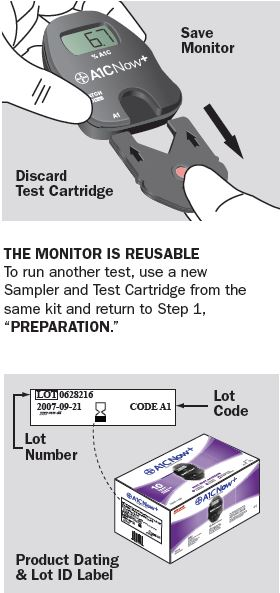 6.7
% A1C
A1CNow+
A1
Save
Monitor
Discard
Test Cartridge
THE MONITOR IS REUSABLE
To run another test, use a new
Sampler and Test Cartridge from the
same kit and return to Step 1,
“PREPARATION.”
LOT 0628216
2007-09-21
CODE A1
Lot
Code
Lot
Number
A1CNow+
A1CNow+
10
Product Dating
& Lot ID Label